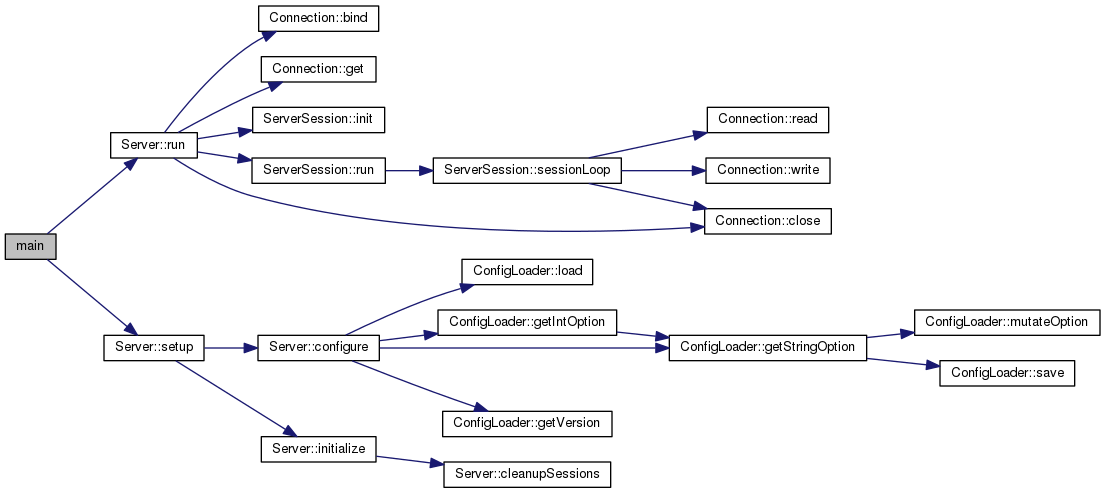 Connection::bind
Connection::get
ServerSession::init
Connection::read
Server::run
ServerSession::run
ServerSession::sessionLoop
Connection::write
Connection::close
main
ConfigLoader::load
ConfigLoader::getIntOption
ConfigLoader::mutateOption
Server::setup
Server::configure
ConfigLoader::getStringOption
ConfigLoader::save
ConfigLoader::getVersion
Server::initialize
Server::cleanupSessions